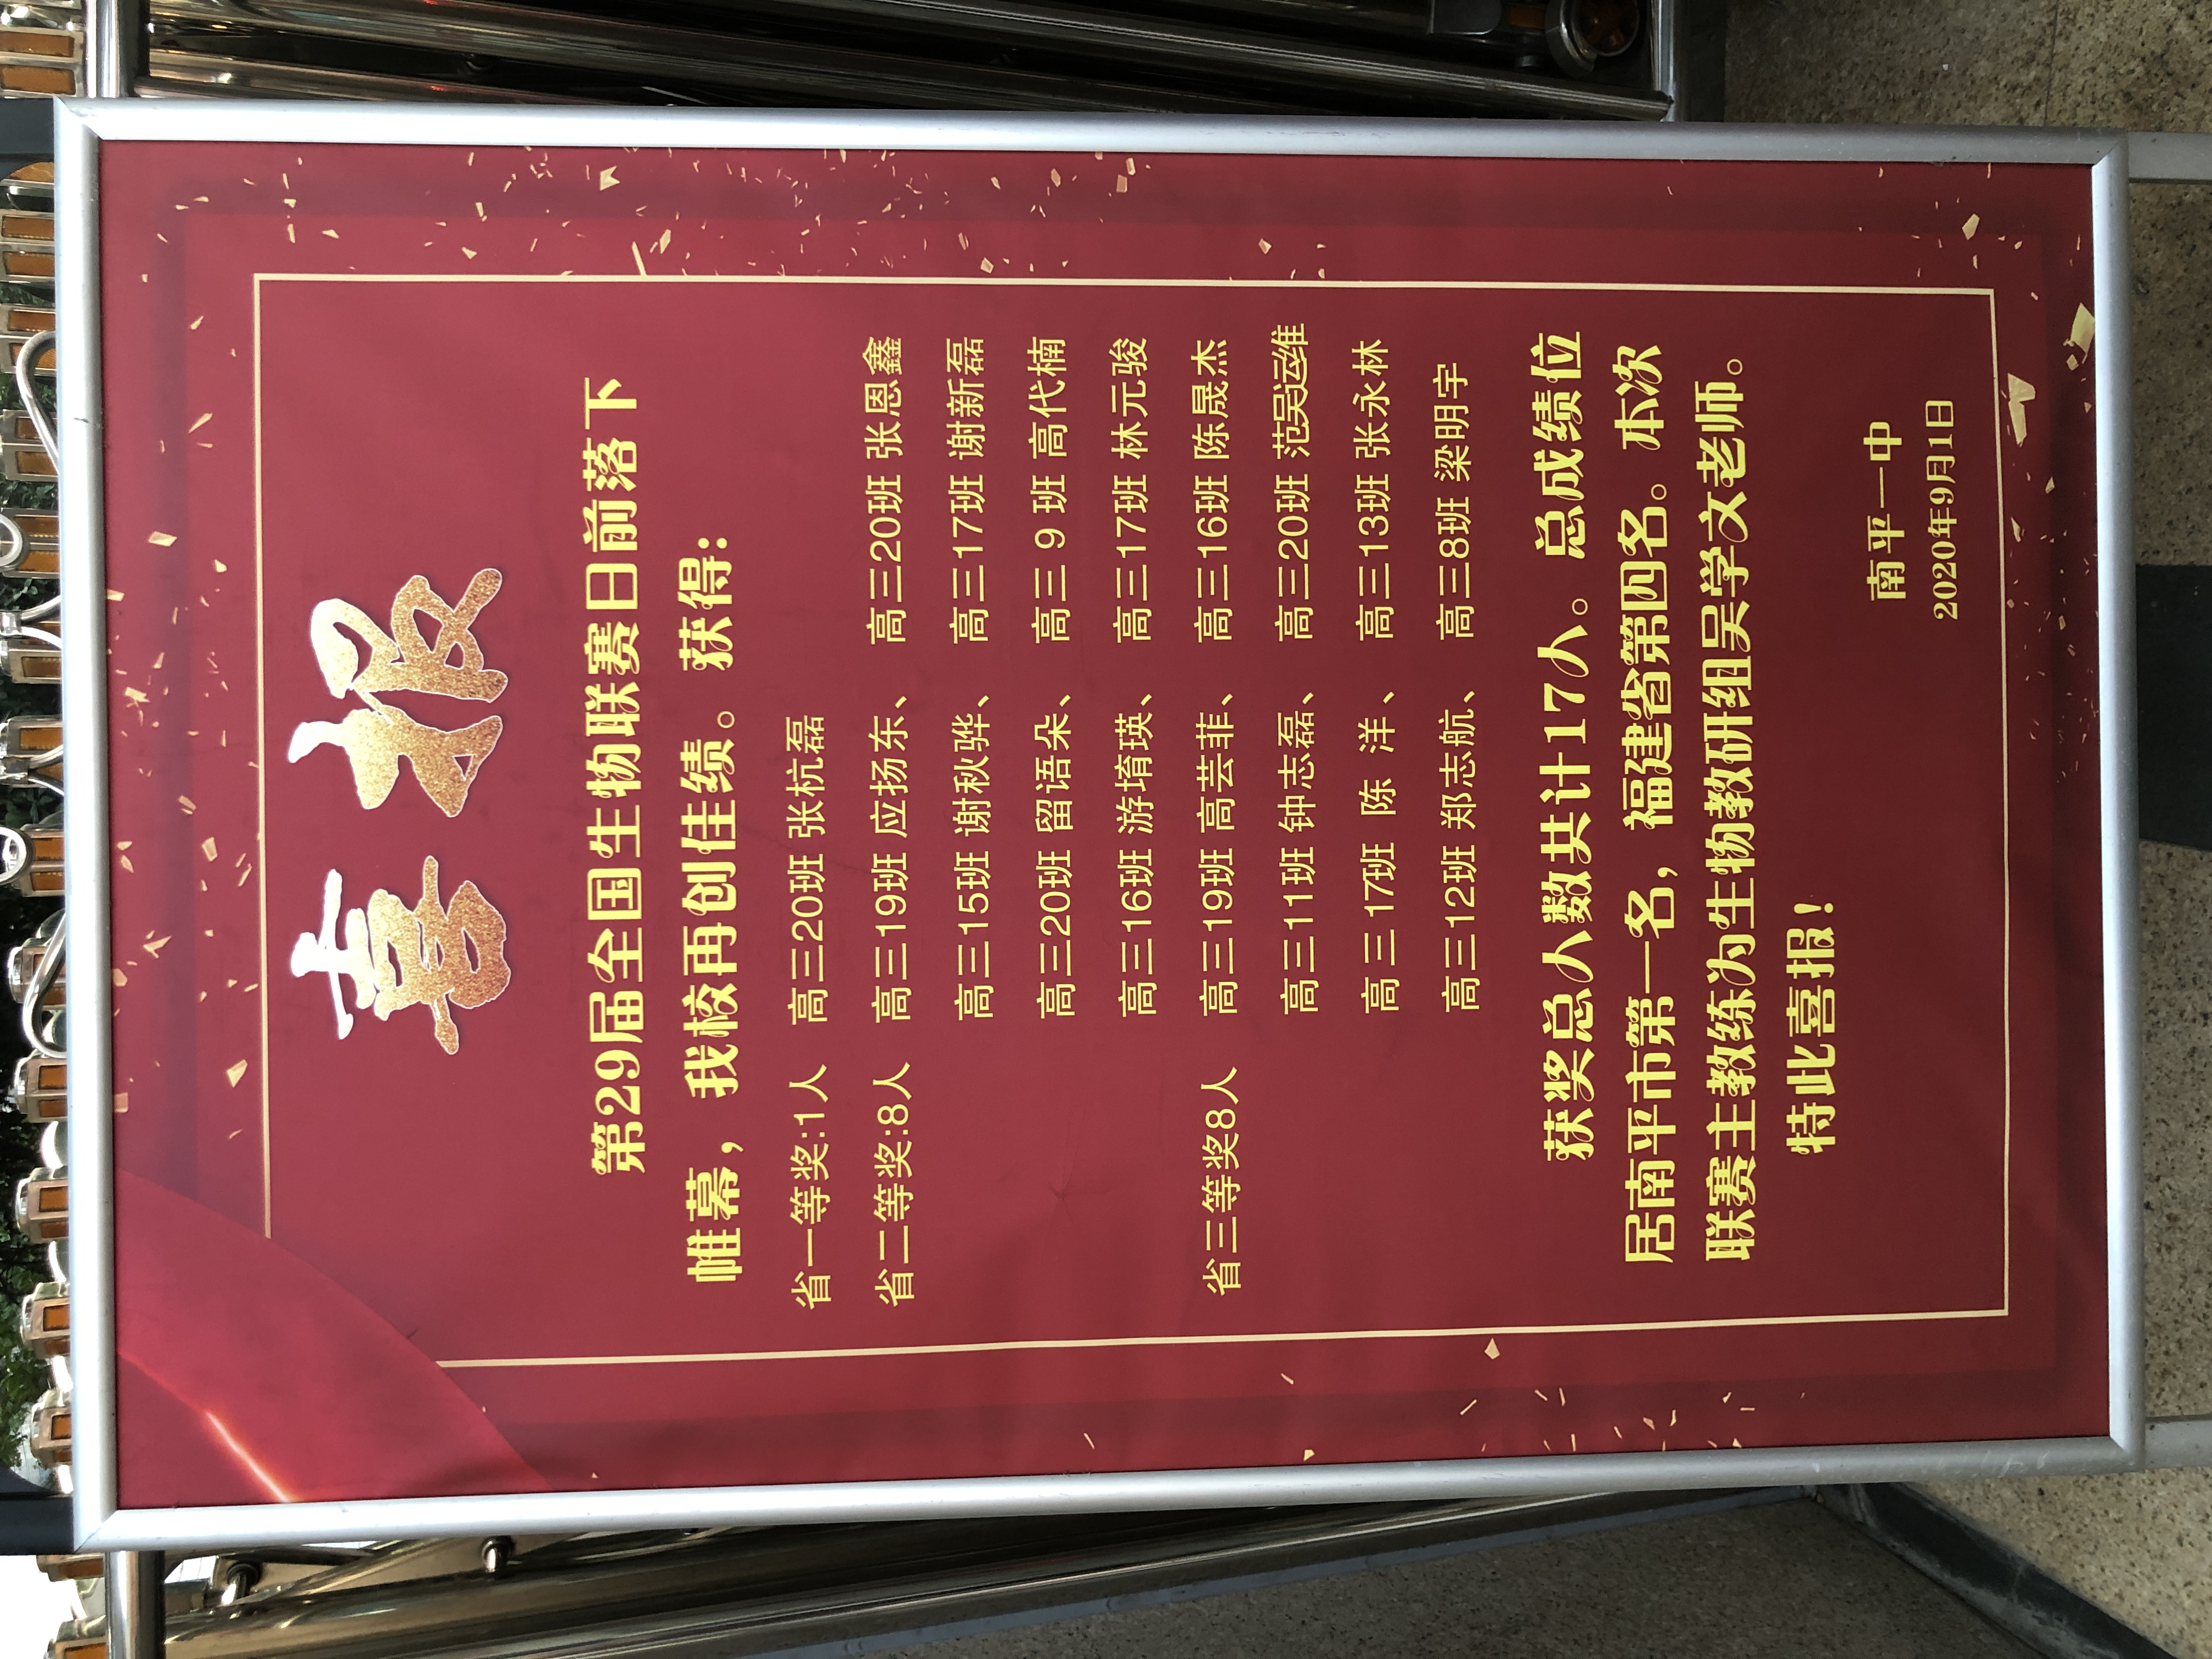 喜报
第29届全国生物联赛日前落下
帷幕，我校再创佳绩。获得：
省一等奖:1人 高三20班 张杭磊
省二等奖:8人 高三19班 应扬东、 高三20班 张恩鑫
高三15班 谢秋骅、 高三17班 谢新磊
高三20班 留语朵、 高三 9 班 高代楠
高三16班 游堉瑛、 高三17班 林元骏
省三等奖8人 高三19班 高芸菲、 高三16班 陈晟杰
高三11班 钟志磊、 高三20班 范吴运维
高三 17班 陈 洋、 高三13班 张永林
高三12班 郑志航、 高三8班 梁明宇
获奖总人数共计17人。总成绩位
居南平市第一名，福建省第四名。本次
联赛主教练为生物教研组吴学文老师。
特此喜报！
南平一中
2020年9月1日